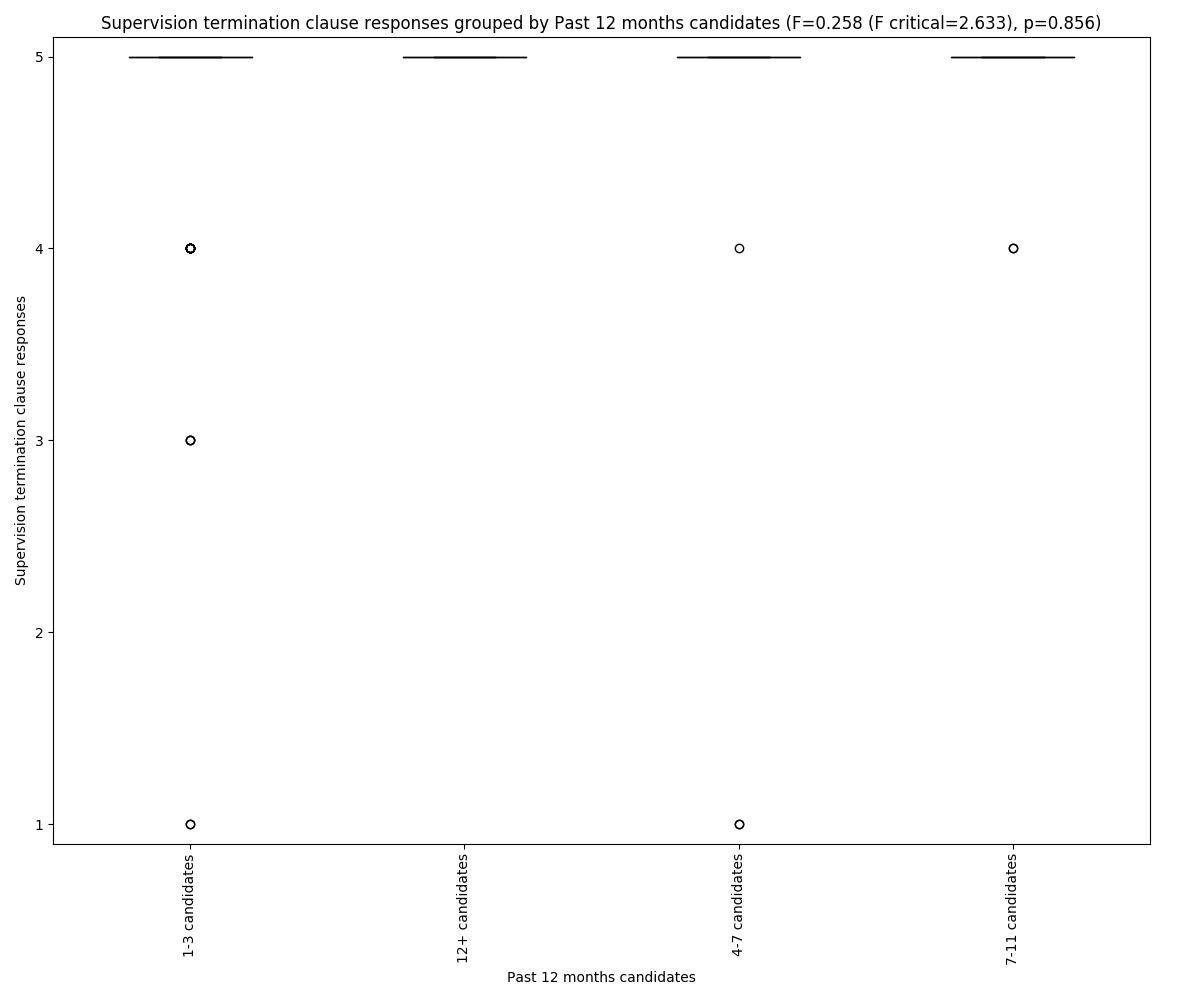 Supervision termination clause responses grouped by Past 12 months candidates (F=0.258 (F critical=2.633), p=0.856)
Supervision termination clause responses
5
4
3
2
1
1-3 candidates
12+ candidates
4-7 candidates
7-11 candidates
Past 12 months candidates